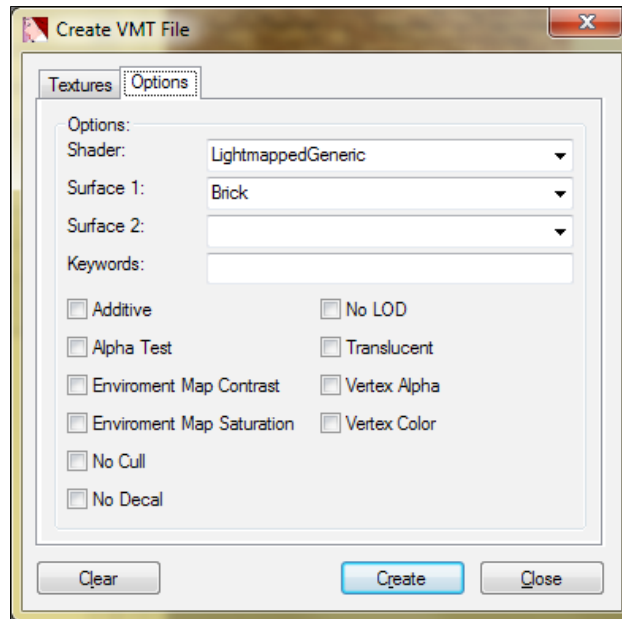 Create VMT File
Textures Options
Options:
Shader: LightmappedGeneric
Surface 1: Brick
Surface 2:
Keywords:
Additive No LOD
Alpha Test Translucent
Enviroment Map Contrast Vertex Alpha
Enviroment Map Saturation Vertex Color
No Cull
No Decal
Clear Create Close